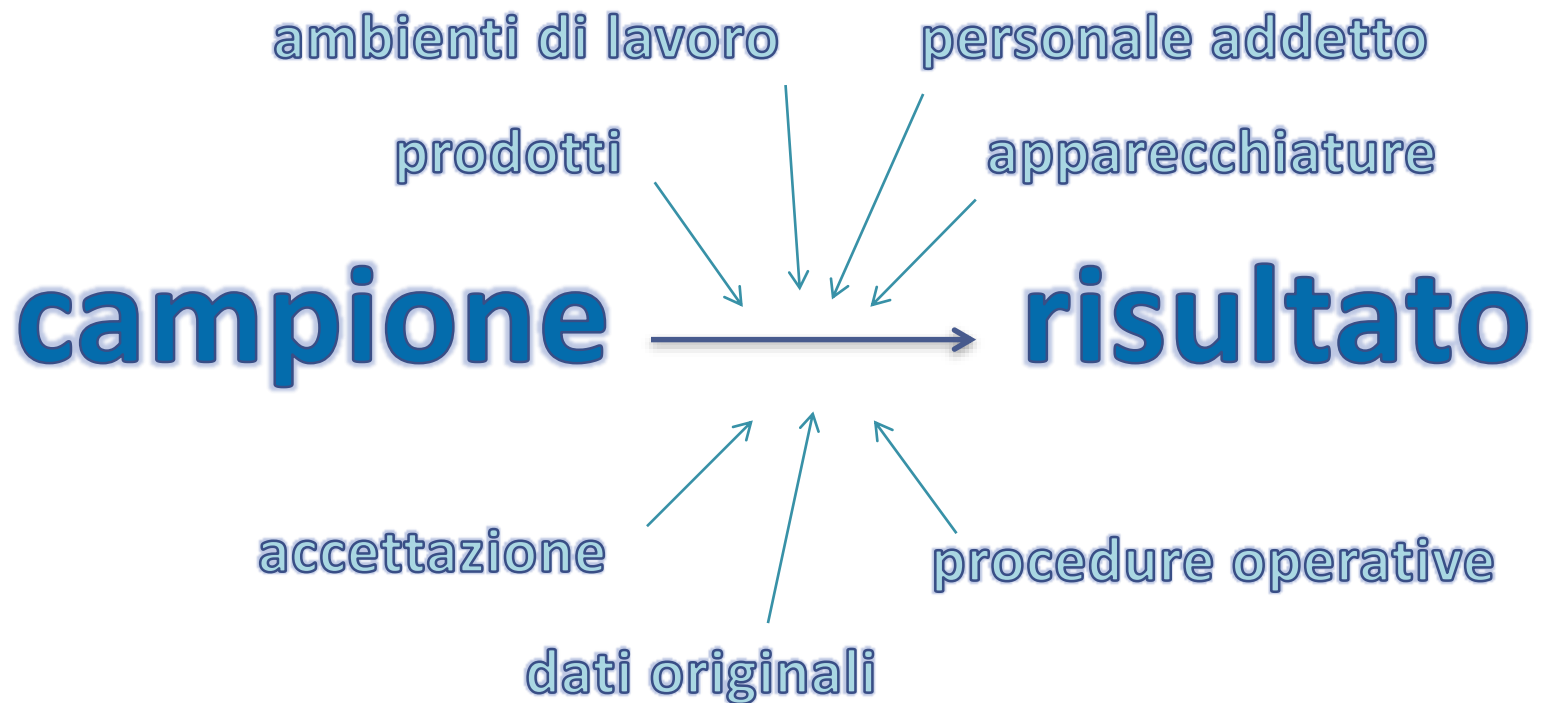 ambienti di lavoro
personale addetto
prodotti
apparecchiature
campione
risultato
accettazione
procedure operative
dati originali